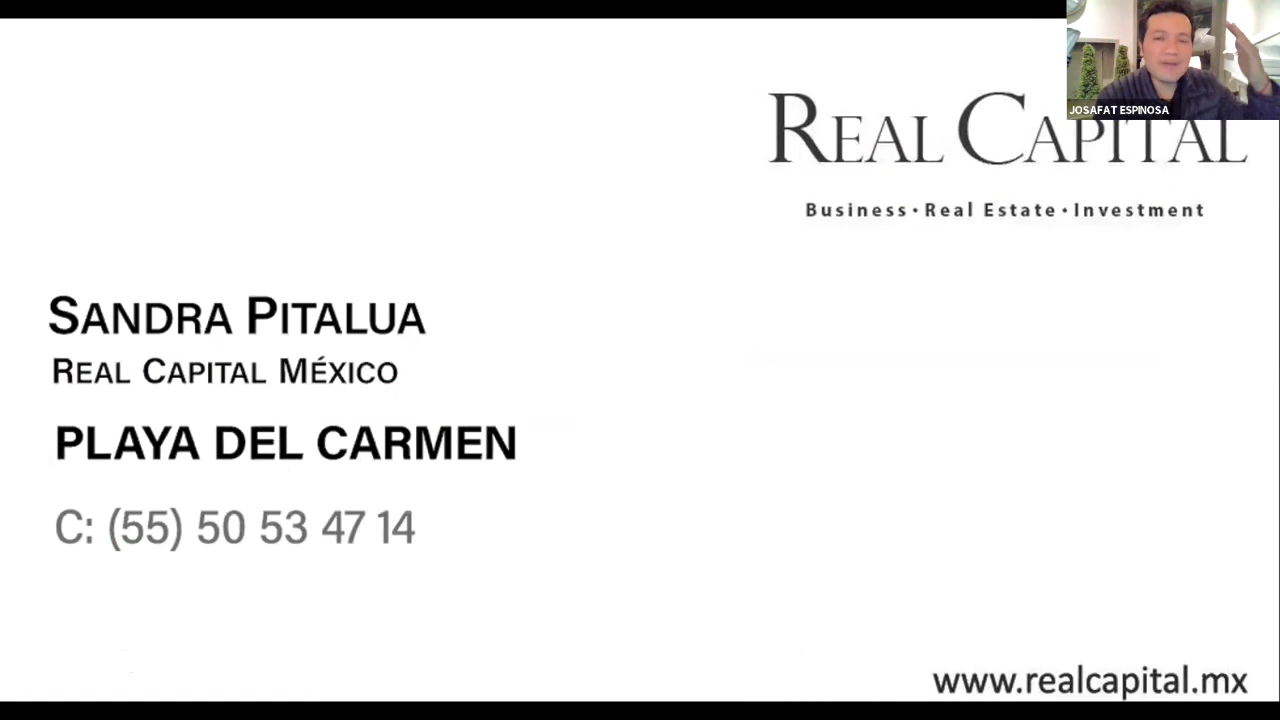 JOSAFAT ESPINOSA
REAL CAPITAL
Business • Real Estate • Investment
SANDRA PITALUA
REAL CAPITAL MÉXICO
PLAYA DEL CARMEN
C: (55) 50 53 47 14
www.realcapital.mx